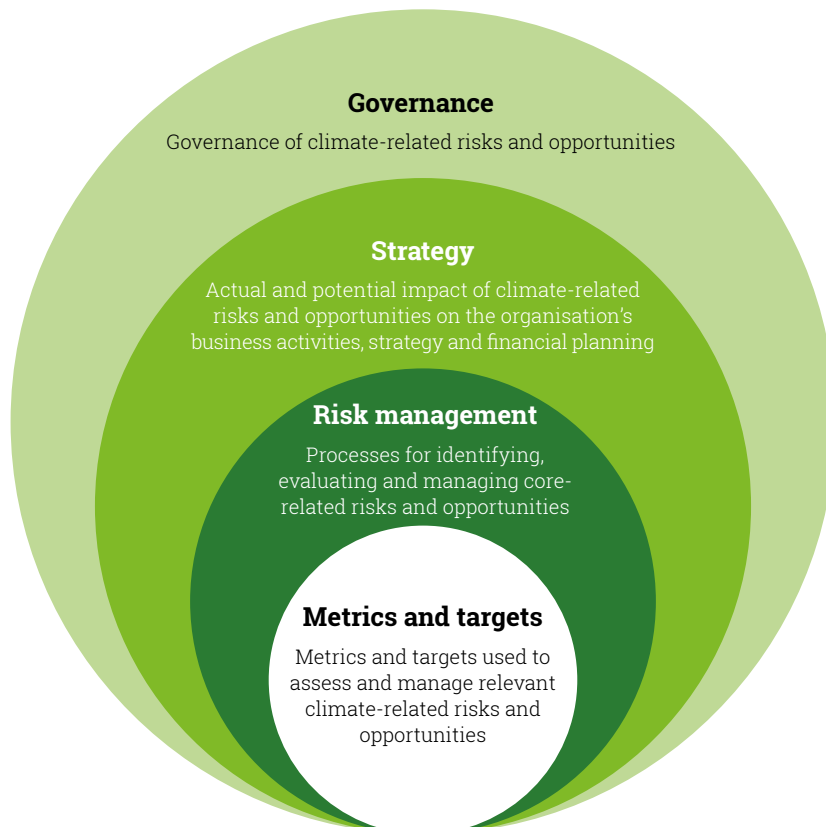 Governance
Governance of climate-related risks and opportunities
Strategy
Actual and potential impact of climate-related
risks and opportunities on the organisation’s
business activities, strategy and financial planning
Risk management
Processes for identifying,
evaluating and managing core-
related risks and opportunities
Metrics and targets
Metrics and targets used to
assess and manage relevant
climate-related risks and
opportunities